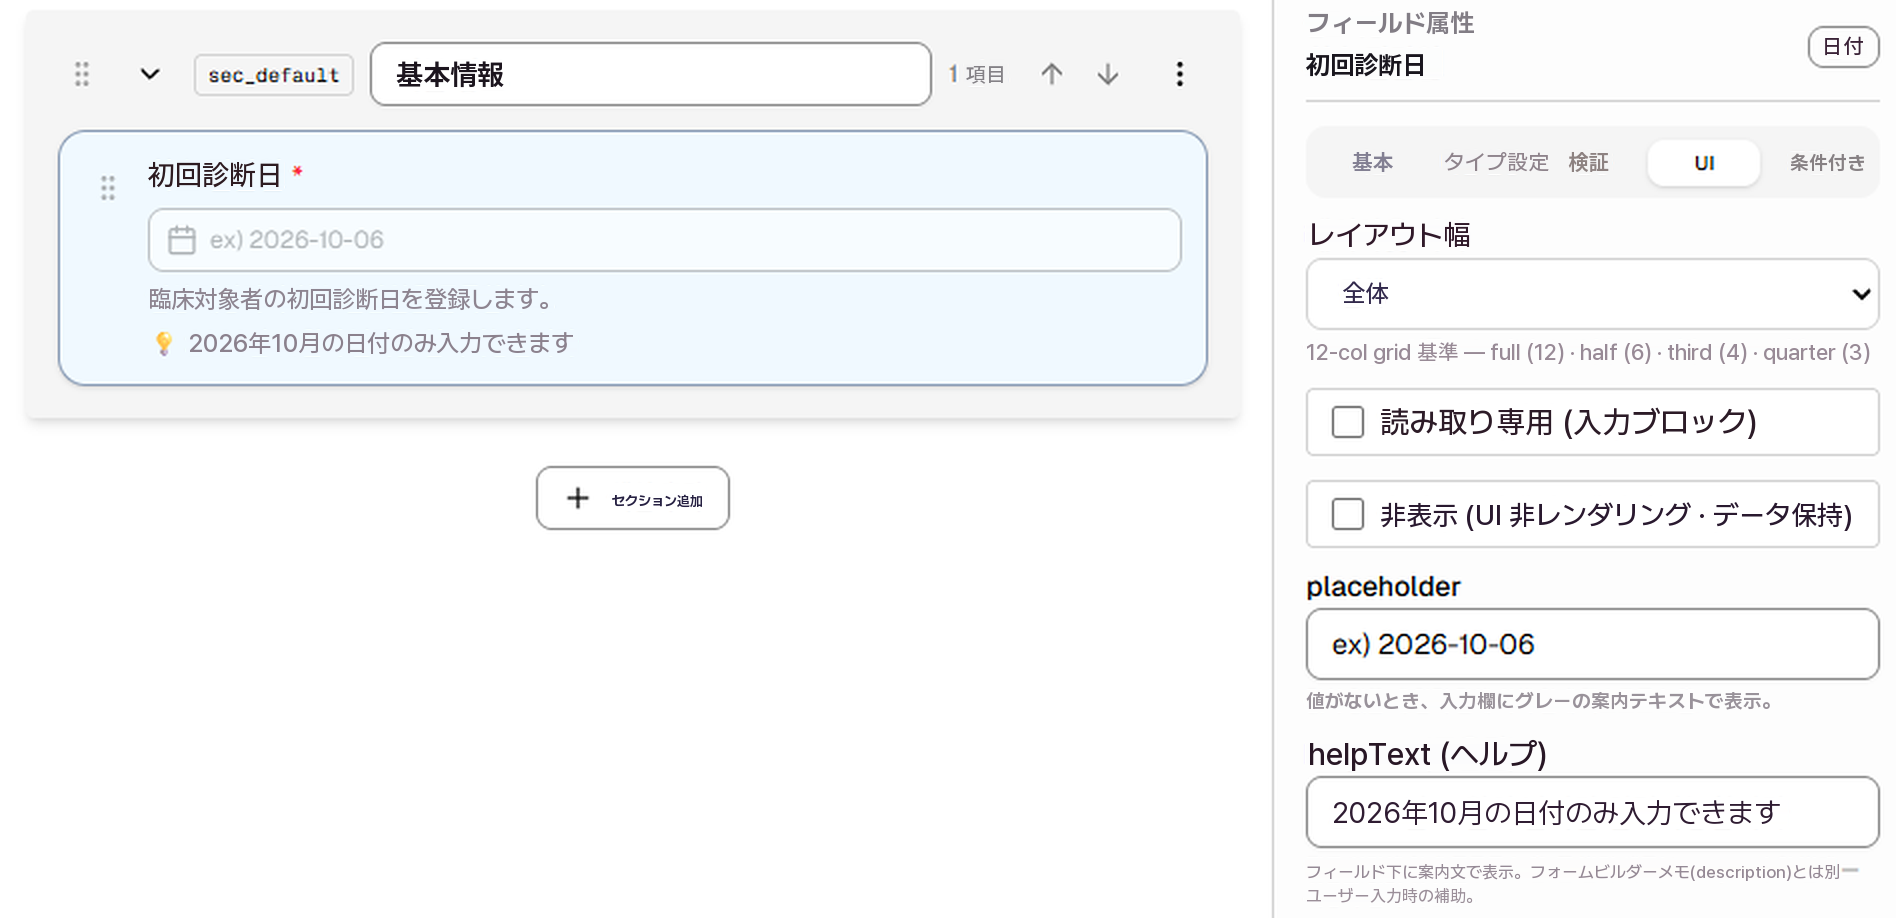 sec_default
基本情報
1 項目
初回診断日 *
ex) 2026-10-06
臨床対象者の初回診断日を登録します。
💡 2026年10月の日付のみ入力できます
+ セクション追加
フィールド属性
初回診断日
日付
基本 タイプ設定 検証 UI 条件付き
レイアウト幅
全体
12-col grid 基準 — full (12) · half (6) · third (4) · quarter (3)
読み取り専用 (入力ブロック)
非表示 (UI 非レンダリング · データ保持)
placeholder
ex) 2026-10-06
値がないとき、入力欄にグレーの案内テキストで表示。
helpText (ヘルプ)
2026年10月の日付のみ入力できます
フィールド下に案内文で表示。フォームビルダーメモ(description)とは別ー
ユーザー入力時の補助。